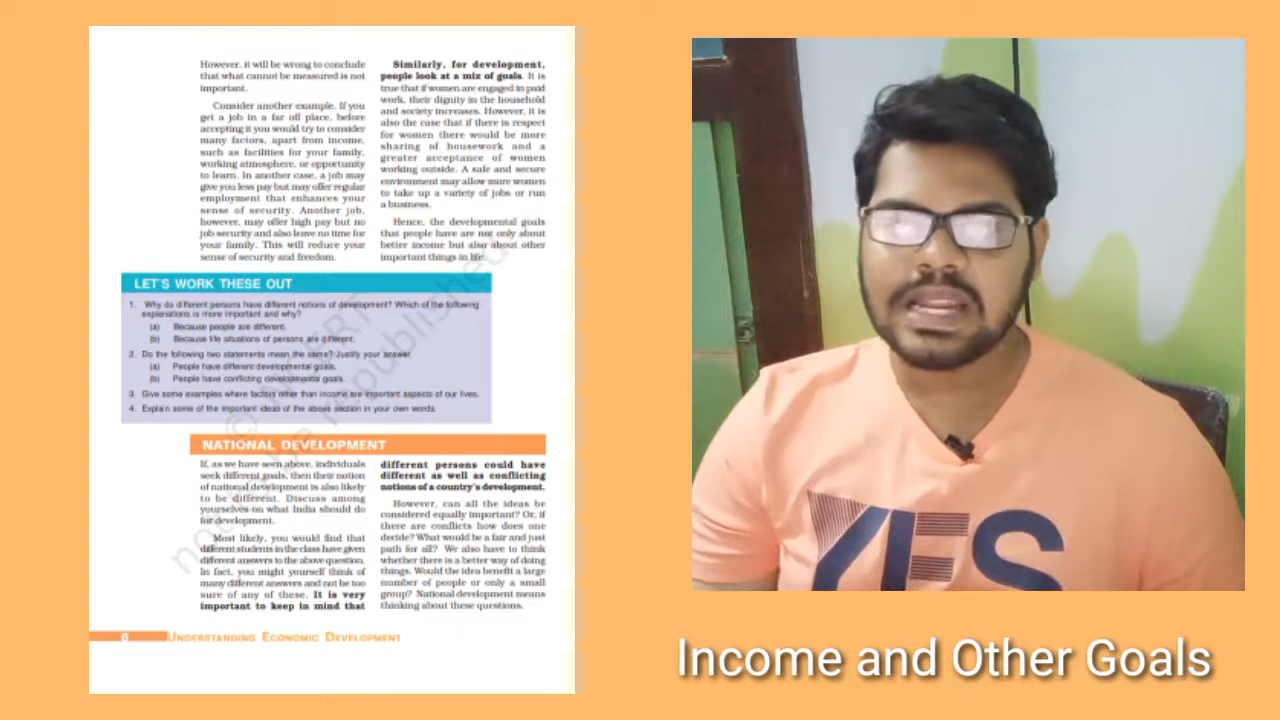 However, it will be wrong to conclude
that what cannot be measured is not
important.
Consider another example. If you
get a job in a far off place, before
accepting it you would try to consider
many factors, apart from income,
such as facilities for your family,
working atmosphere, or opportunity
to learn. In another case, a job may
give you less pay but may offer regular
employment that enhances your
sense of security. Another job,
however, may offer high pay but no
job security and also leave no time for
your family. This will reduce your
sense of security and freedom.
Similarly, for development,
people look at a mix of goals. It is
true that if women are engaged in paid
work, their dignity in the household
and society increases. However, it is
also the case that if there is respect
for women there would be more
sharing of housework and a
greater acceptance of women
working outside. A safe and secure
environment may allow more women
to take up a variety of jobs or run
a business.
Hence, the developmental goals
that people have are not only about
better income but also about other
important things in life.
LET'S WORK THESE OUT
1. Why do different persons have different notions of development? Which of the following
explanations is more important and why?
(a) Because people are different.
(b) Because life situations of persons are different.
2. Do the following two statements mean the same? Justify your answer.
(a) People have different developmental goals.
(b) People have conflicting developmental goals.
3. Give some examples where factors other than income are important aspects of our lives.
4. Explain some of the important ideas of the above section in your own words.
NATIONAL DEVELOPMENT
If, as we have seen above, individuals
seek different goals, then their notion
of national development is also likely
to be different. Discuss among
yourselves on what India should do
for development.
Most likely, you would find that
different students in the class have given
different answers to the above question.
In fact, you might yourself think of
many different answers and not be too
sure of any of these. It is very
important to keep in mind that
different persons could have
different as well as conflicting
notions of a country's development.
However, can all the ideas be
considered equally important? Or, if
there are conflicts how does one
decide? What would be a fair and just
path for all? We also have to think
whether there is a better way of doing
things. Would the idea benefit a large
number of people or only a small
group? National development means
thinking about these questions.
6 UNDERSTANDING ECONOMIC DEVELOPMENT
© NCERT
not to be republished
YES
Income and Other Goals